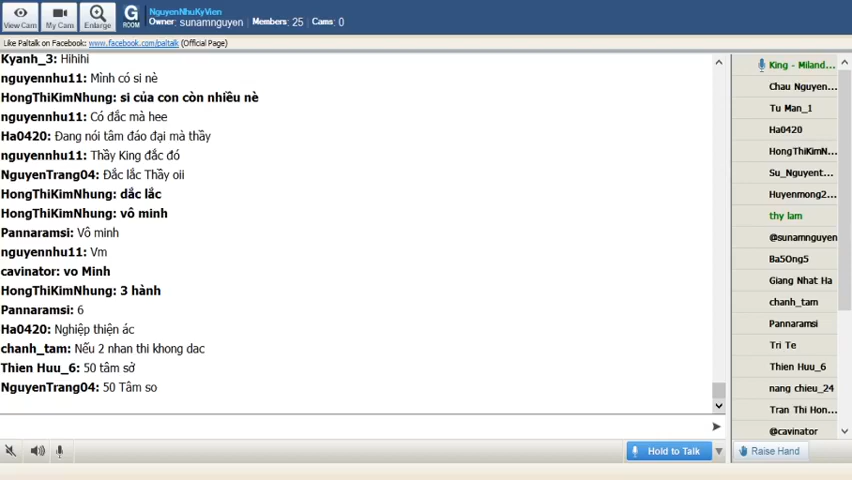 View Cam
My Cam
Enlarge
G
ROOM
NguyenNhuKyVien
Owner: sunamnguyen Members: 25 Cams: 0
Like Paltalk on Facebook: www.facebook.com/paltalk (Official Page)
Kyanh_3: Hihihi
nguyennhu11: Mình có si nè
HongThiKimNhung: si của con còn nhiều nè
nguyennhu11: Có đắc mà hee
Ha0420: Đang nói tâm đáo đại mà thầy
nguyennhu11: Thầy King đắc đó
NguyenTrang04: Đắc lắc Thầy oii
HongThiKimNhung: dắc lắc
HongThiKimNhung: vô minh
Pannaramsi: Vô minh
nguyennhu11: Vm
cavinator: vo Minh
HongThiKimNhung: 3 hành
Pannaramsi: 6
Ha0420: Nghiệp thiện ác
chanh_tam: Nếu 2 nhan thi khong dac
Thien Huu_6: 50 tâm sở
NguyenTrang04: 50 Tâm so
King - Miland...
Chau Nguyen...
Tu Man_1
Ha0420
HongThiKimN...
Su_Nguyent...
Huyenmong2...
thy lam
@sunamnguyen
Ba5Ong5
Giang Nhat Ha
chanh_tam
Pannaramsi
Tri Te
Thien Huu_6
nang chieu_24
Tran Thi Hon...
@cavinator
Hold to Talk
Raise Hand